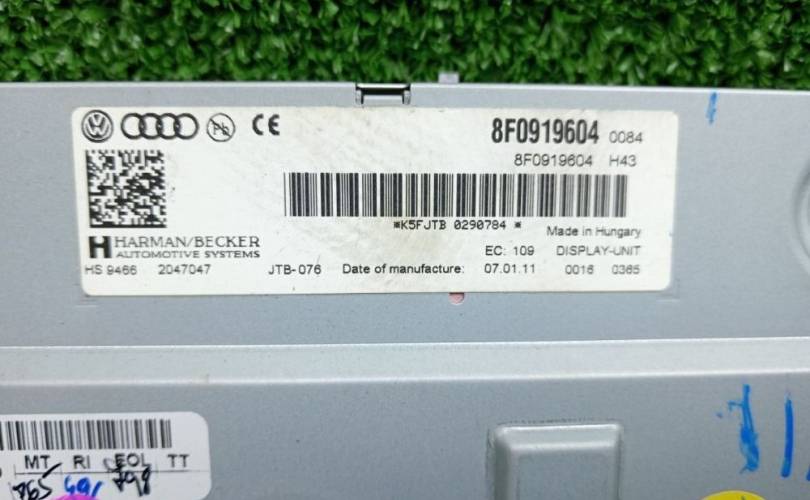 Pb CE 8F0919604 0084
8F0919604 H43
*K5FJTB 0290784 *
Made in Hungary
HARMAN/BECKER
AUTOMOTIVE SYSTEMS
EC: 109 DISPLAY-UNIT
HS 9466 2047047 JTB-076 Date of manufacture: 07.01.11 0016 0365
MT RI EOL TT